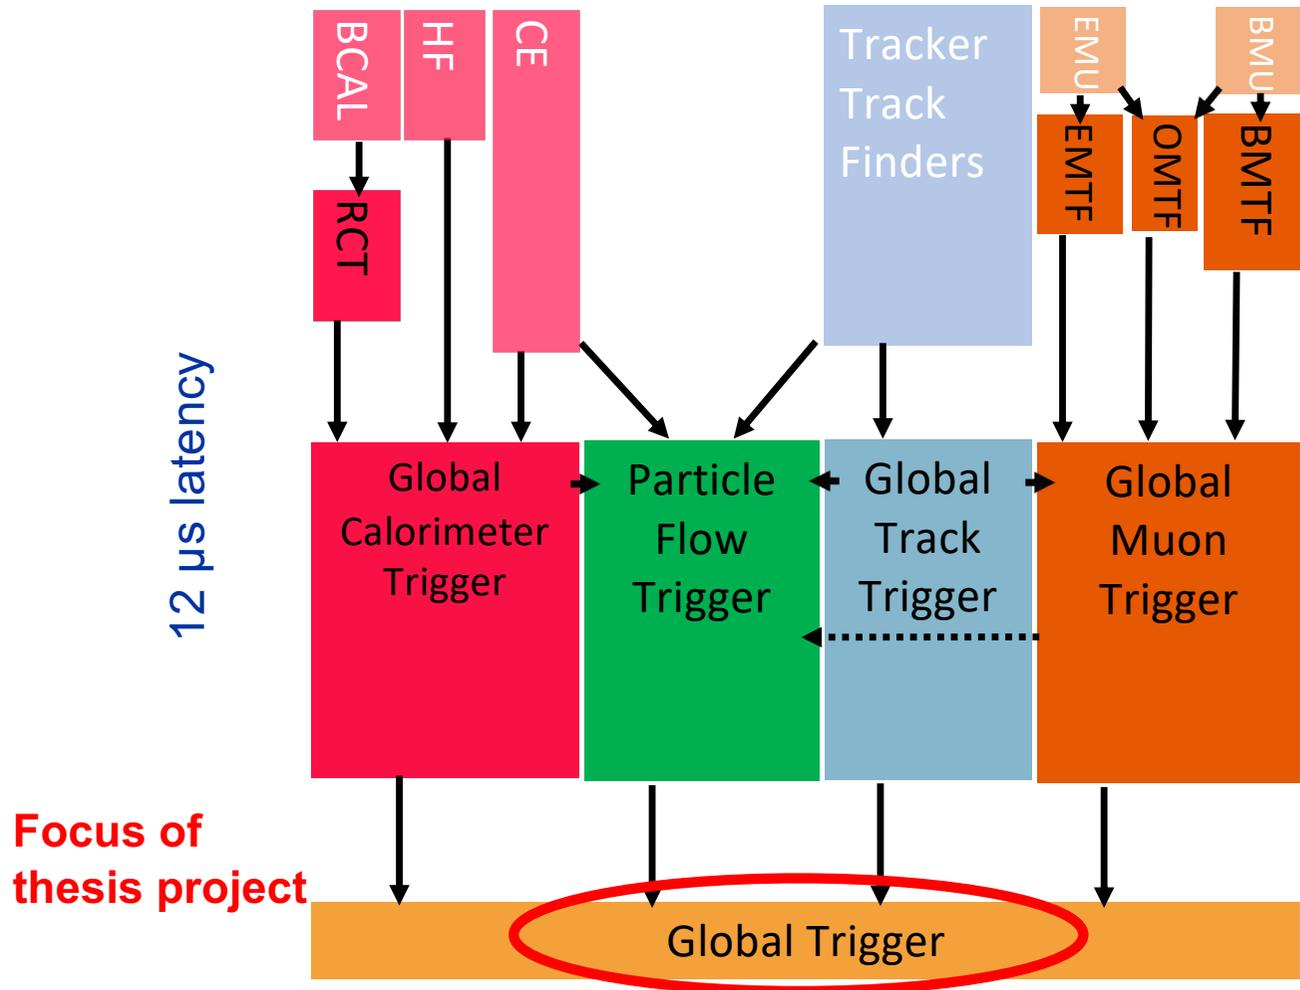 BCAL
HF
CE
Tracker
Track
Finders
EMU
BMU
EMTF
OMTF
BMTF
RCT
12 µs latency
Global
Calorimeter
Trigger
Particle
Flow
Trigger
Global
Track
Trigger
Global
Muon
Trigger
Focus of
thesis project
Global Trigger